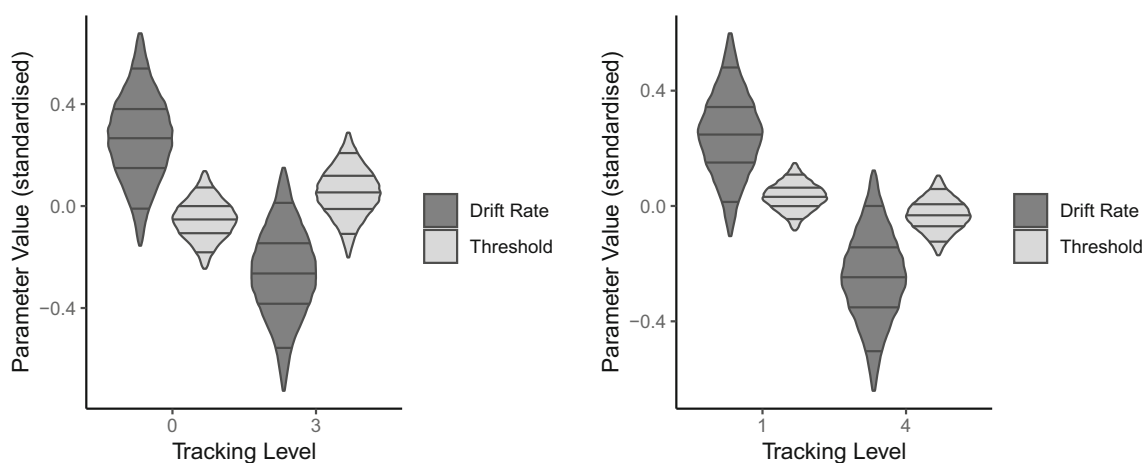 Parameter Value (standardised)
0.4
0.0
−0.4
0
3
Tracking Level
Drift Rate
Threshold
Parameter Value (standardised)
0.4
0.0
−0.4
1
4
Tracking Level
Drift Rate
Threshold